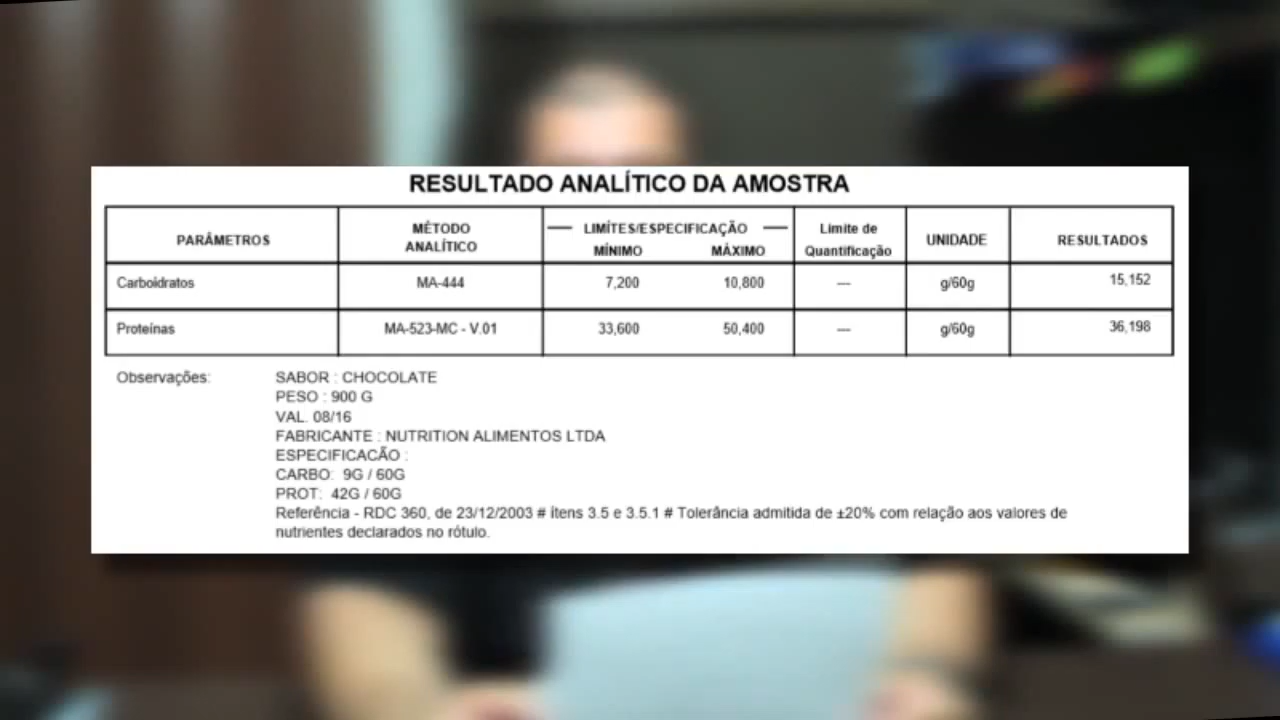 RESULTADO ANALÍTICO DA AMOSTRA
PARÂMETROS MÉTODO ANALÍTICO LIMÍTES/ESPECIFICAÇÃO MÍNIMO MÁXIMO Limite de Quantificação UNIDADE RESULTADOS
Carboidratos MA-444 7,200 10,800 --- g/60g 15,152
Proteínas MA-523-MC - V.01 33,600 50,400 --- g/60g 36,198
Observações: SABOR : CHOCOLATE
PESO : 900 G
VAL. 08/16
FABRICANTE : NUTRITION ALIMENTOS LTDA
ESPECIFICACÃO :
CARBO: 9G / 60G
PROT: 42G / 60G
Referência - RDC 360, de 23/12/2003 # ítens 3.5 e 3.5.1 # Tolerância admitida de ±20% com relação aos valores de
nutrientes declarados no rótulo.